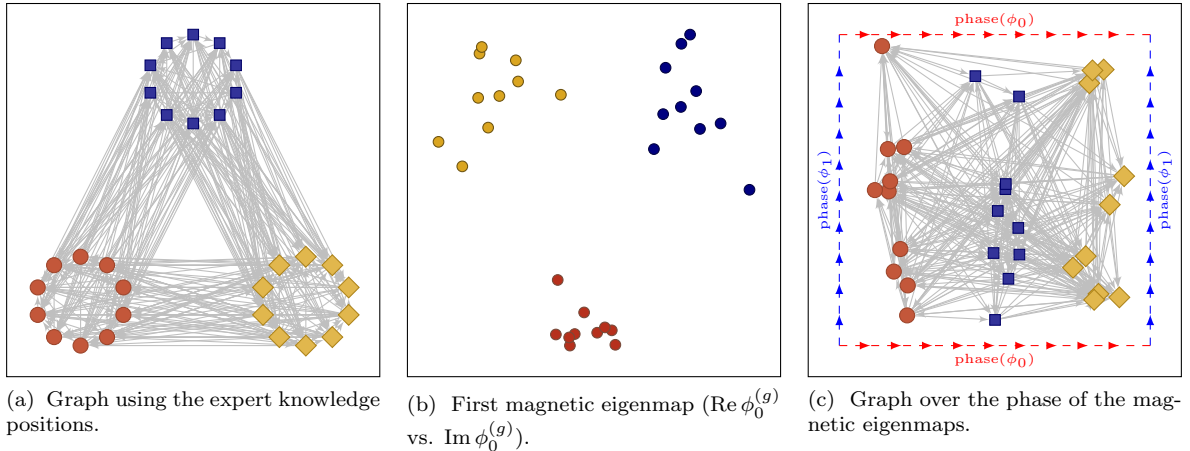 phase(ϕ₀)
phase(ϕ₁)
phase(ϕ₁)
phase(ϕ₀)
(a) Graph using the expert knowledge
positions.
(b) First magnetic eigenmap (Re ϕ₀⁽ᵍ⁾
vs. Im ϕ₀⁽ᵍ⁾).
(c) Graph over the phase of the mag-
netic eigenmaps.